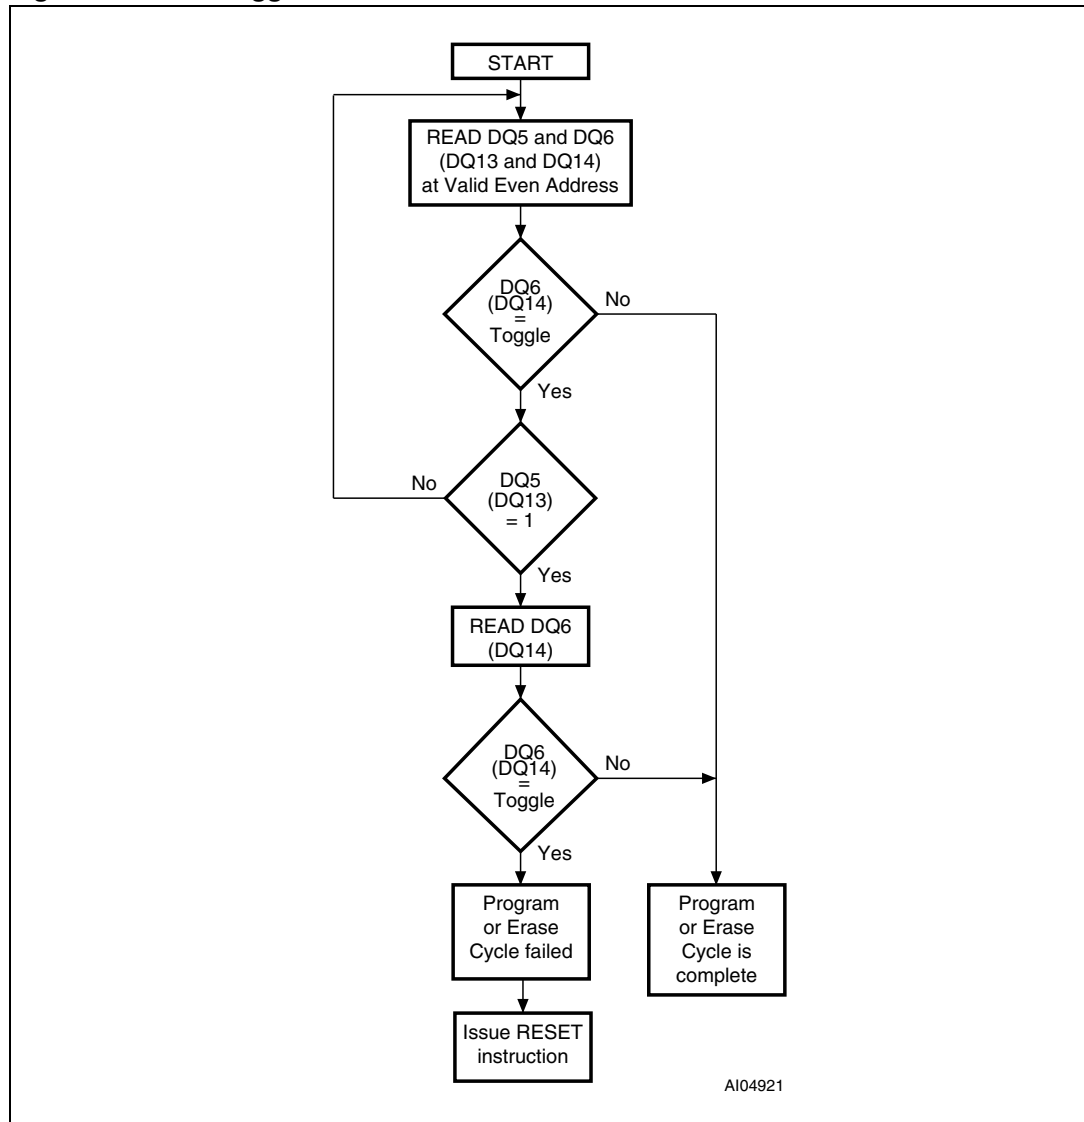 START
READ DQ5 and DQ6
(DQ13 and DQ14)
at Valid Even Address
DQ6
(DQ14)
=
Toggle
No
Yes
DQ5
(DQ13)
= 1
No
Yes
READ DQ6
(DQ14)
DQ6
(DQ14)
=
Toggle
No
Yes
Program
or Erase
Cycle failed
Program
or Erase
Cycle is
complete
Issue RESET
instruction
AI04921